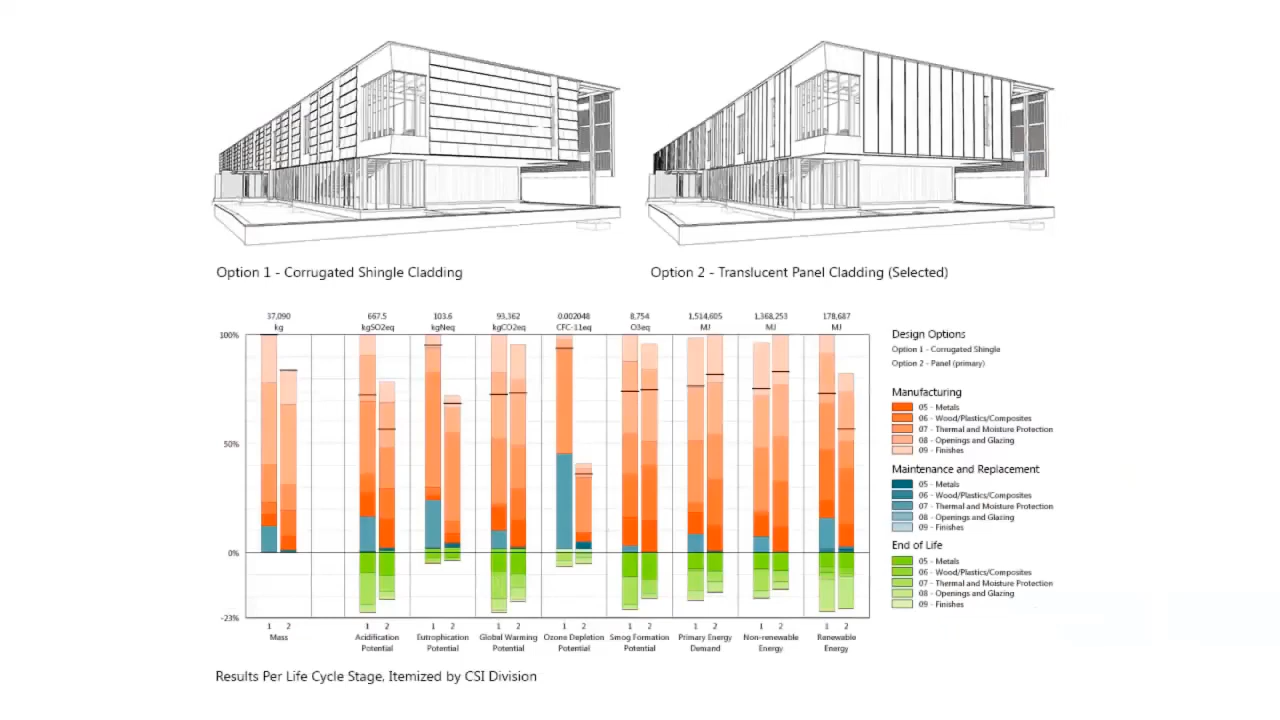 Option 1 - Corrugated Shingle Cladding
Option 2 - Translucent Panel Cladding (Selected)
37,090 667.5 103.6 93,362 0.002048 8,754 1,514,605 1,368,253 178,687
kg kgSO2eq kgNeq kgCO2eq CFC-11eq O3eq MJ MJ MJ
100%
50%
0%
-23%
1 2 1 2 1 2 1 2 1 2 1 2 1 2 1 2 1 2
Mass Acidification Eutrophication Global Warming Ozone Depletion Smog Formation Primary Energy Non-renewable Renewable
Potential Potential Potential Potential Potential Demand Energy Energy
Design Options
Option 1 - Corrugated Shingle
Option 2 - Panel (primary)
Manufacturing
05 - Metals
06 - Wood/Plastics/Composites
07 - Thermal and Moisture Protection
08 - Openings and Glazing
09 - Finishes
Maintenance and Replacement
05 - Metals
06 - Wood/Plastics/Composites
07 - Thermal and Moisture Protection
08 - Openings and Glazing
09 - Finishes
End of Life
05 - Metals
06 - Wood/Plastics/Composites
07 - Thermal and Moisture Protection
08 - Openings and Glazing
09 - Finishes
Results Per Life Cycle Stage, Itemized by CSI Division